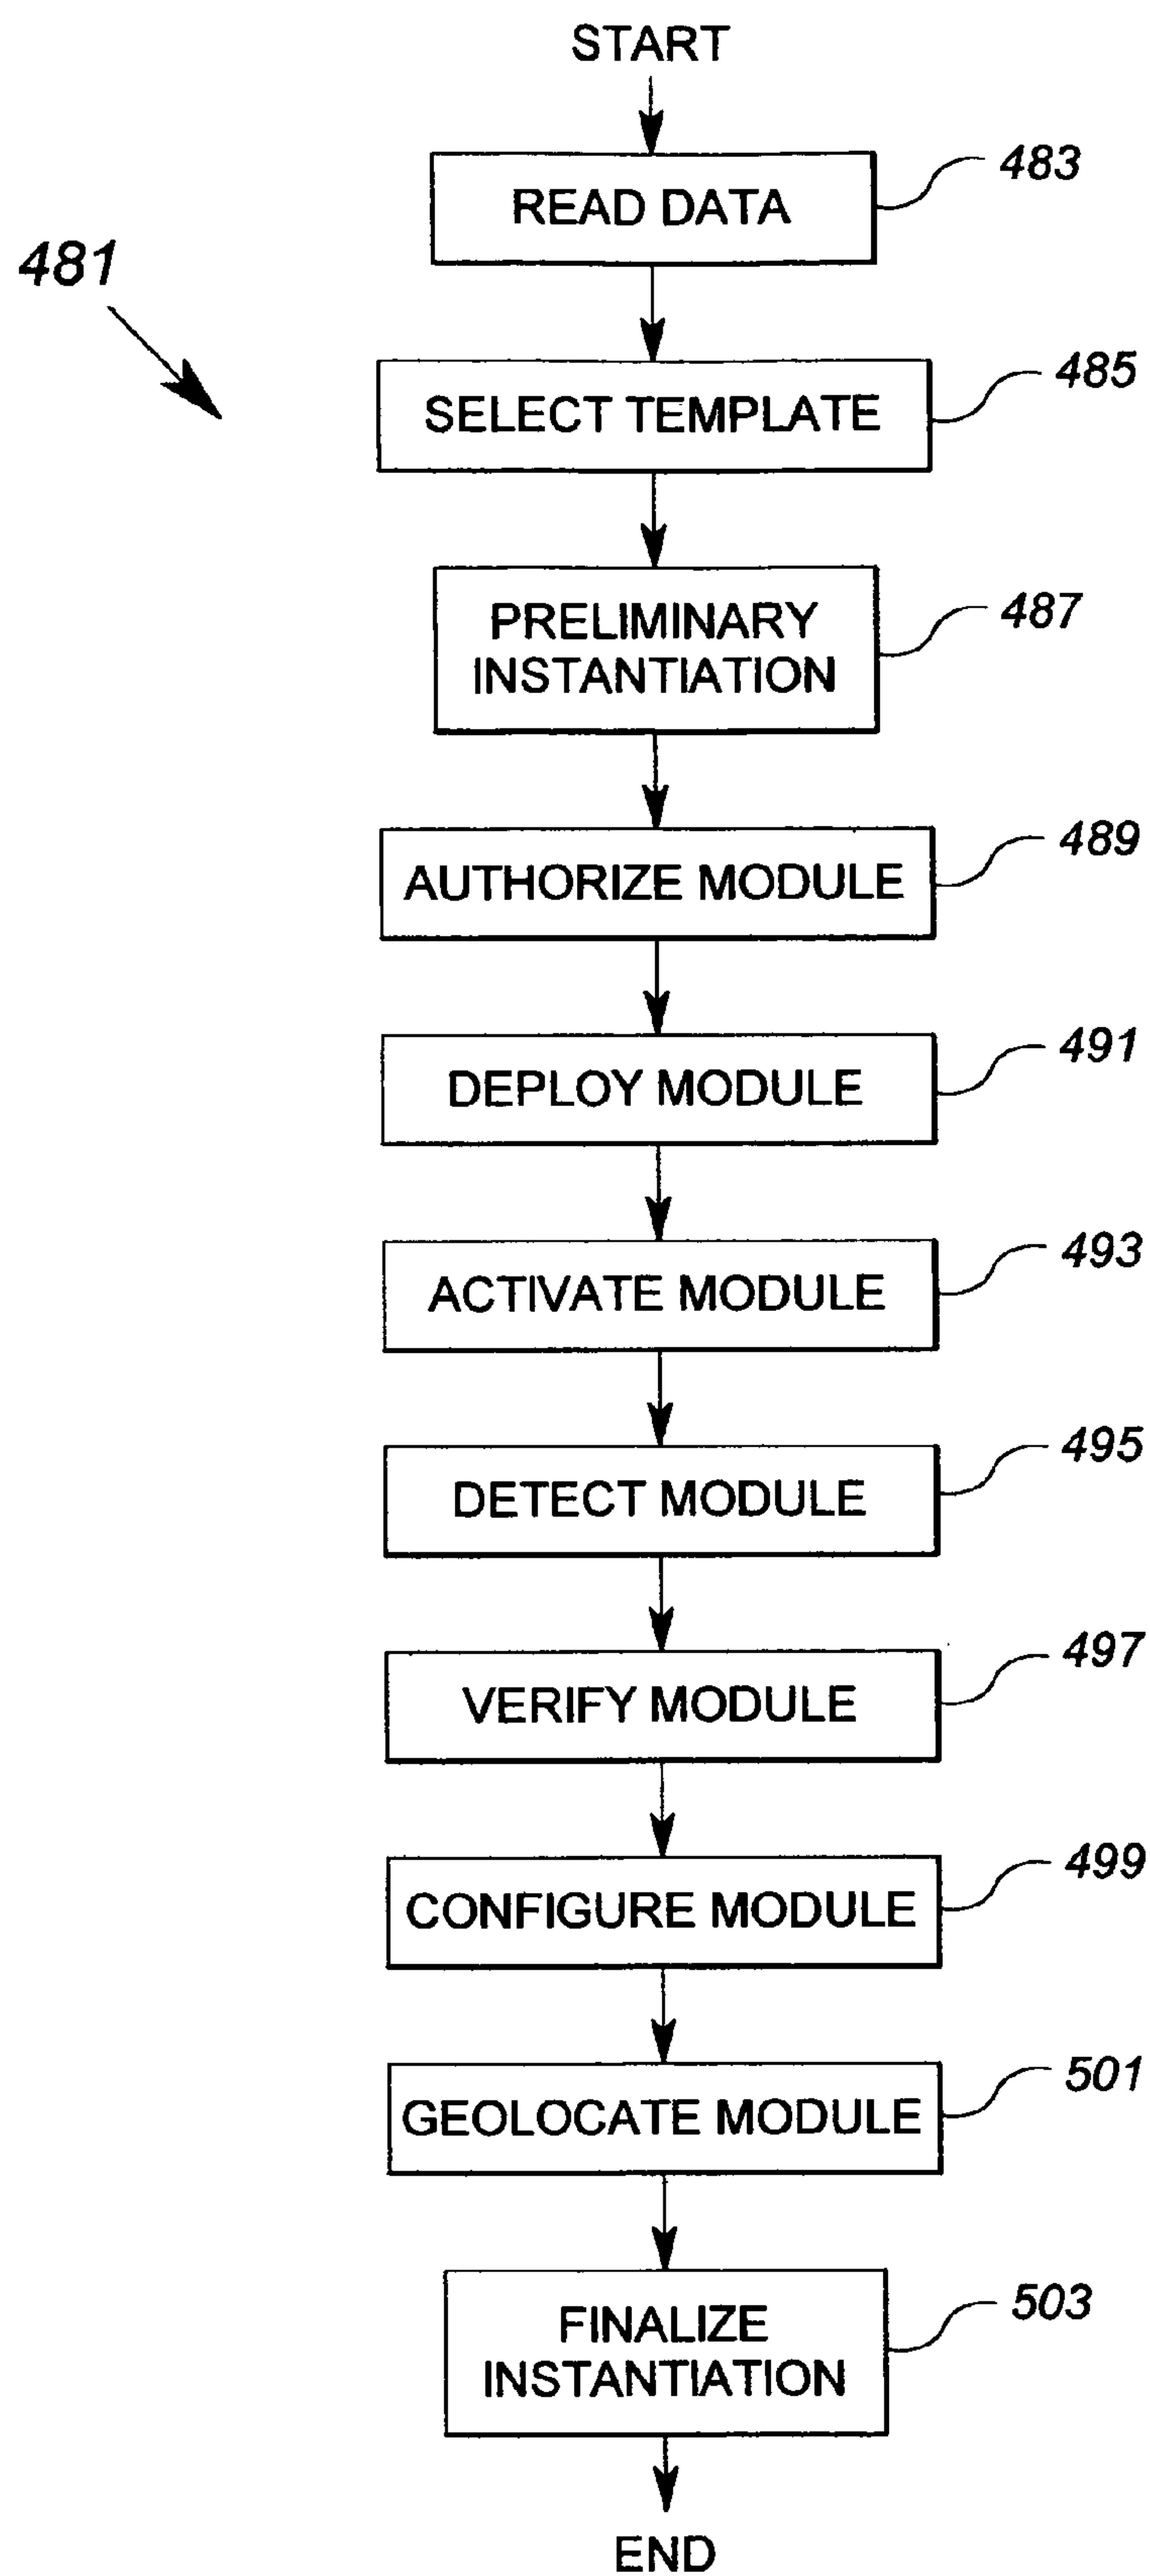 START
READ DATA
483
481
SELECT TEMPLATE
485
PRELIMINARY
INSTANTIATION
487
AUTHORIZE MODULE
489
DEPLOY MODULE
491
ACTIVATE MODULE
493
DETECT MODULE
495
VERIFY MODULE
497
CONFIGURE MODULE
499
GEOLOCATE MODULE
501
FINALIZE
INSTANTIATION
503
END